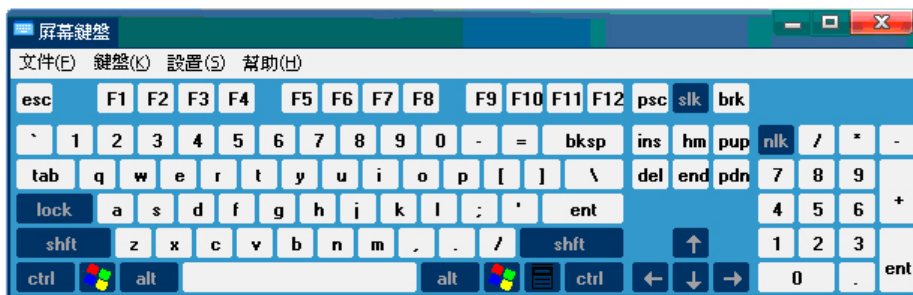 屏幕鍵盤
文件(F) 鍵盤(K) 設置(S) 幫助(H)
esc F1 F2 F3 F4 F5 F6 F7 F8 F9 F10 F11 F12 psc slk brk
` 1 2 3 4 5 6 7 8 9 0 - = bksp ins hm pup nlk / * -
tab q w e r t y u i o p [ ] \ del end pdn 7 8 9
lock a s d f g h j k l ; ' ent 4 5 6 +
shft z x c v b n m , . / shft ↑ 1 2 3
ctrl alt alt ctrl ← ↓ → 0 . ent